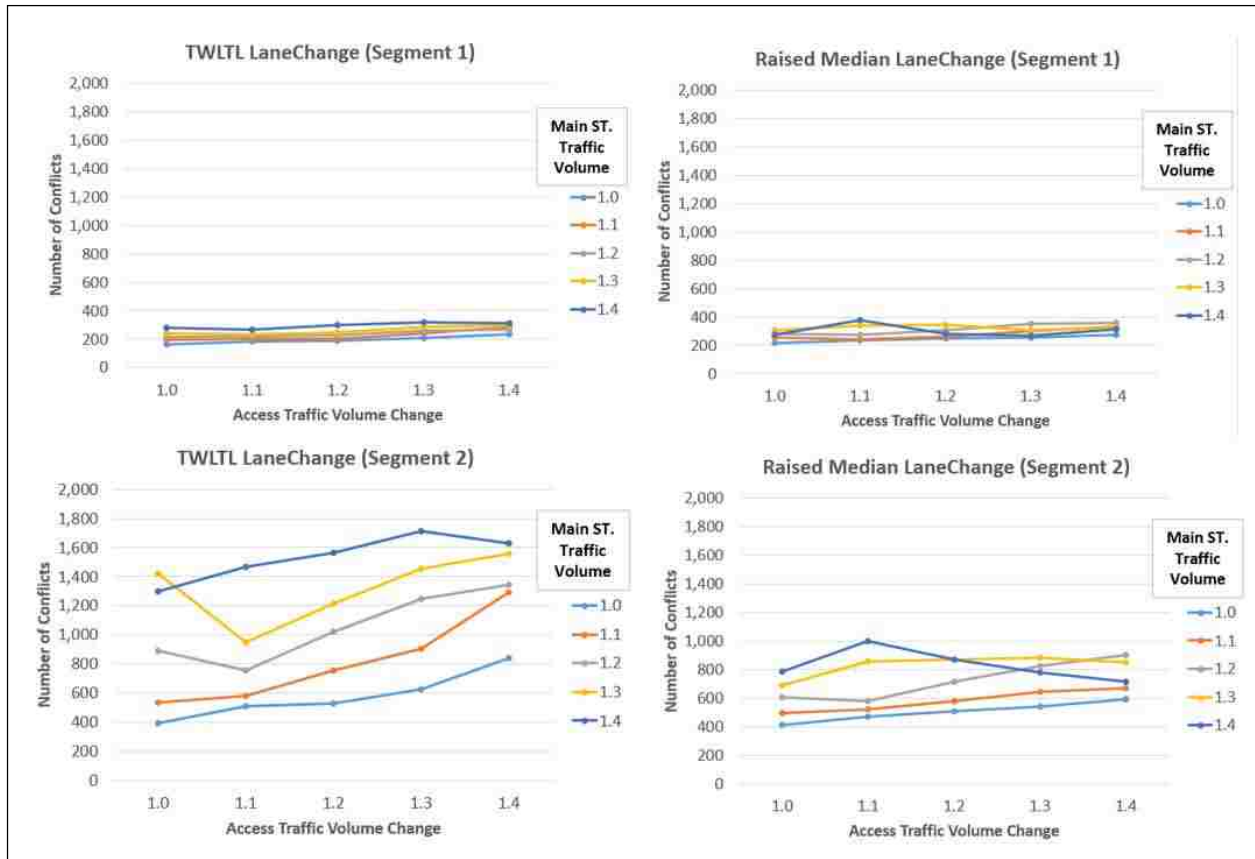 TWLTL LaneChange (Segment 1)
2,000
1,800
1,600
1,400
1,200
1,000
800
600
400
200
0
Number of Conflicts
1.0 1.1 1.2 1.3 1.4
Access Traffic Volume Change
Main ST.
Traffic
Volume
1.0
1.1
1.2
1.3
1.4
Raised Median LaneChange (Segment 1)
2,000
1,800
1,600
1,400
1,200
1,000
800
600
400
200
0
Number of Conflicts
1.0 1.1 1.2 1.3 1.4
Access Traffic Volume Change
Main ST.
Traffic
Volume
1.0
1.1
1.2
1.3
1.4
TWLTL LaneChange (Segment 2)
2,000
1,800
1,600
1,400
1,200
1,000
800
600
400
200
0
Number of Conflicts
1.0 1.1 1.2 1.3 1.4
Access Traffic Volume Change
Main ST.
Traffic
Volume
1.0
1.1
1.2
1.3
1.4
Raised Median LaneChange (Segment 2)
2,000
1,800
1,600
1,400
1,200
1,000
800
600
400
200
0
Number of Conflicts
1.0 1.1 1.2 1.3 1.4
Access Traffic Volume Change
Main ST.
Traffic
Volume
1.0
1.1
1.2
1.3
1.4